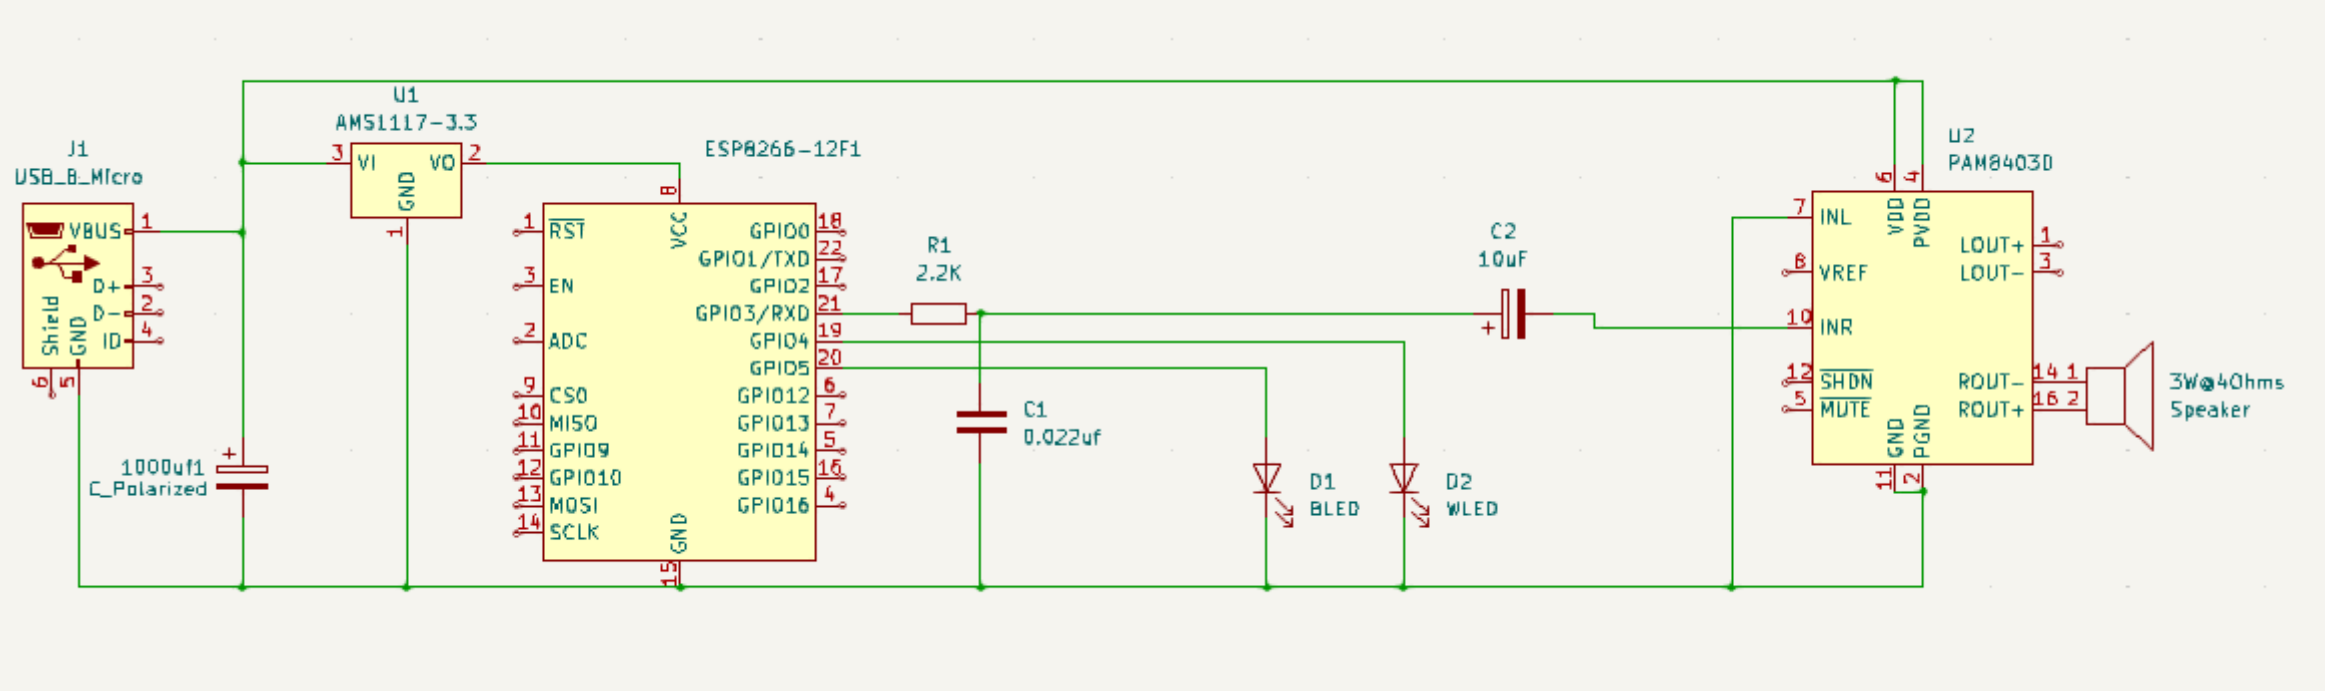 J1
USB_B_Micro
VBUS 1
D+ 3
D- 2
ID 4
Shield
GND
6
5
1000uf1
C_Polarized
+
U1
AMS1117-3.3
3 VI
VO 2
GND
1
ESP8266-12F1
8
VCC
1 RST
3 EN
2 ADC
9 CS0
10 MISO
11 GPIO9
12 GPIO10
13 MOSI
14 SCLK
GPIO0 18
GPIO1/TXD 22
GPIO2 17
GPIO3/RXD 21
GPIO4 19
GPIO5 20
GPIO12 6
GPIO13 7
GPIO14 5
GPIO15 16
GPIO16 4
GND
15
R1
2.2K
C1
0.022uf
D1
BLED
D2
WLED
C2
10uF
+
U2
PAM8403D
6 4
VDD
PVDD
7 INL
8 VREF
10 INR
12 SHDN
5 MUTE
LOUT+ 1
LOUT- 3
ROUT- 14 1
ROUT+ 16 2
GND
PGND
11 2
3W@4Ohms
Speaker